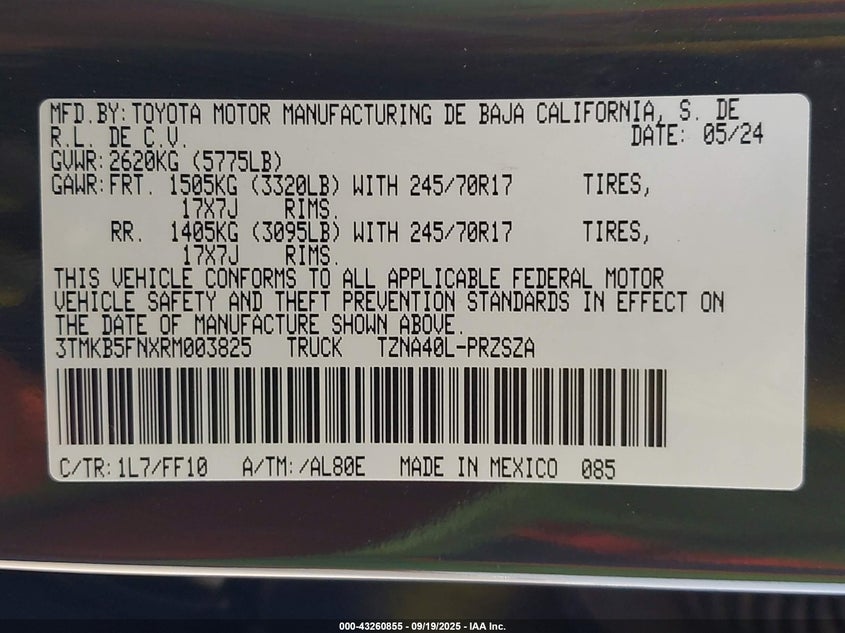 MFD.BY: TOYOTA MOTOR MANUFACTURING DE BAJA CALIFORNIA, S. DE
R.L. DE C.V. DATE: 05/24
GVWR: 2620KG (5775LB)
GAWR: FRT. 1505KG (3320LB) WITH 245/70R17 TIRES,
17X7J RIMS.
RR. 1405KG (3095LB) WITH 245/70R17 TIRES,
17X7J RIMS.
THIS VEHICLE CONFORMS TO ALL APPLICABLE FEDERAL MOTOR
VEHICLE SAFETY AND THEFT PREVENTION STANDARDS IN EFFECT ON
THE DATE OF MANUFACTURE SHOWN ABOVE.
3TMKB5FNXRM003825 TRUCK TZNA40L-PRZSZA
C/TR: 1L7/FF10 A/TM: /AL80E MADE IN MEXICO 085
000-43260855 - 09/19/2025 - IAA Inc.